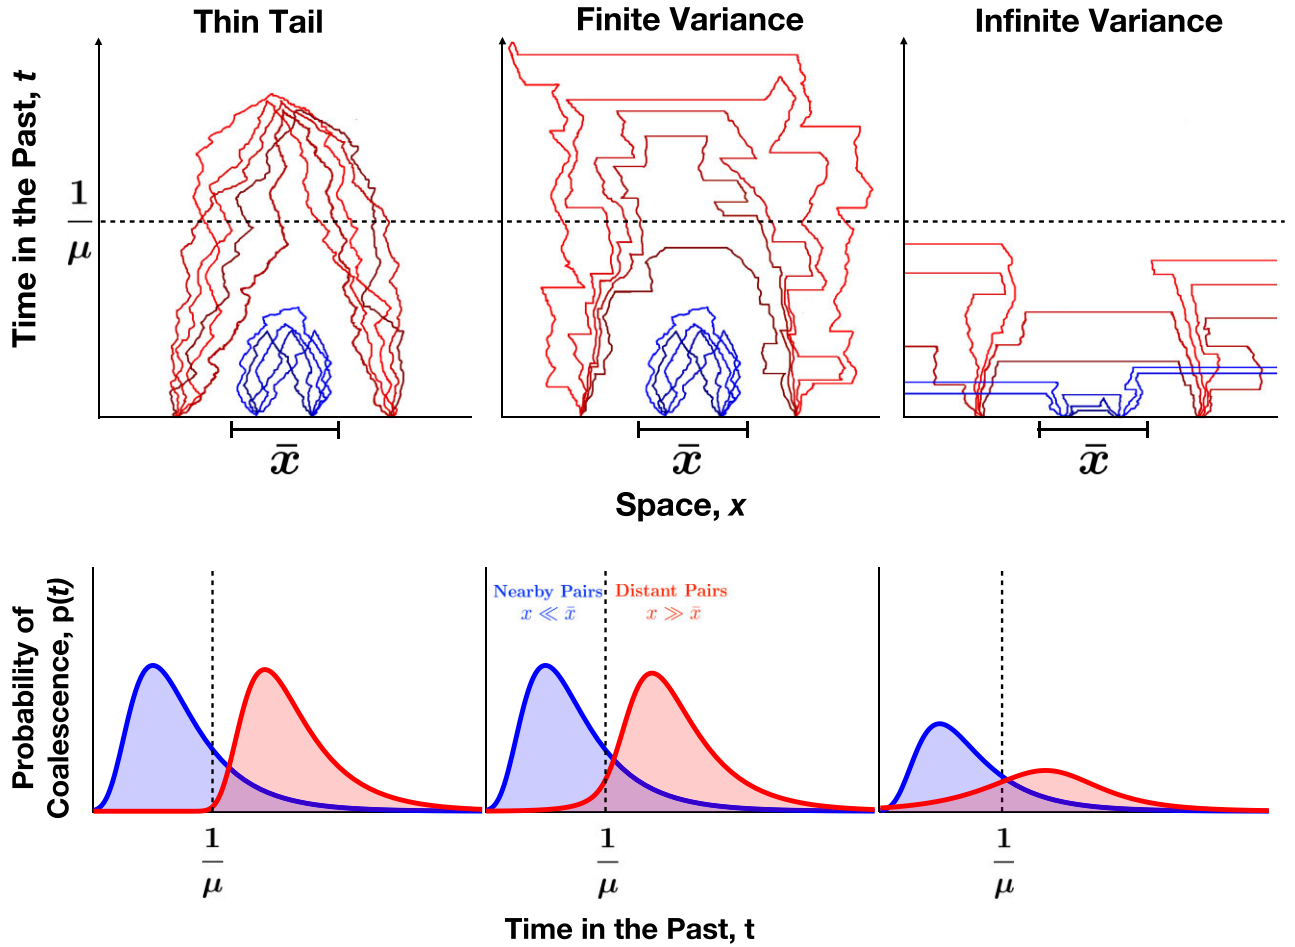 Thin Tail
Finite Variance
Infinite Variance
Time in the Past, t
1
μ
x̄
x̄
x̄
Space, x
Probability of
Coalescence, p(t)
Nearby Pairs
x ≪ x̄
Distant Pairs
x ≫ x̄
1
μ
1
μ
1
μ
Time in the Past, t